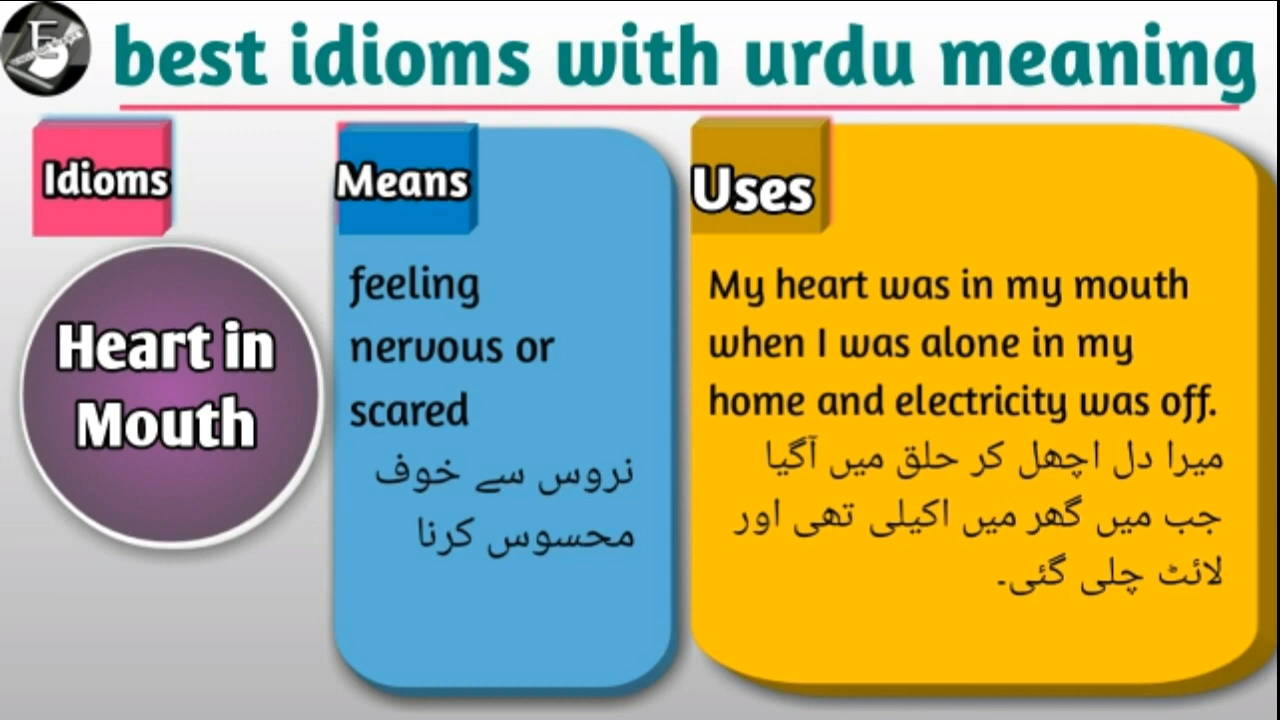 best idioms with urdu meaning
Idioms
Heart in
Mouth
Means
feeling
nervous or
scared
نروس سے خوف
محسوس کرنا
Uses
My heart was in my mouth
when I was alone in my
home and electricity was off.
میرا دل اچھل کر حلق میں آگیا
جب میں گھر میں اکیلی تھی اور
لائٹ چلی گئی۔